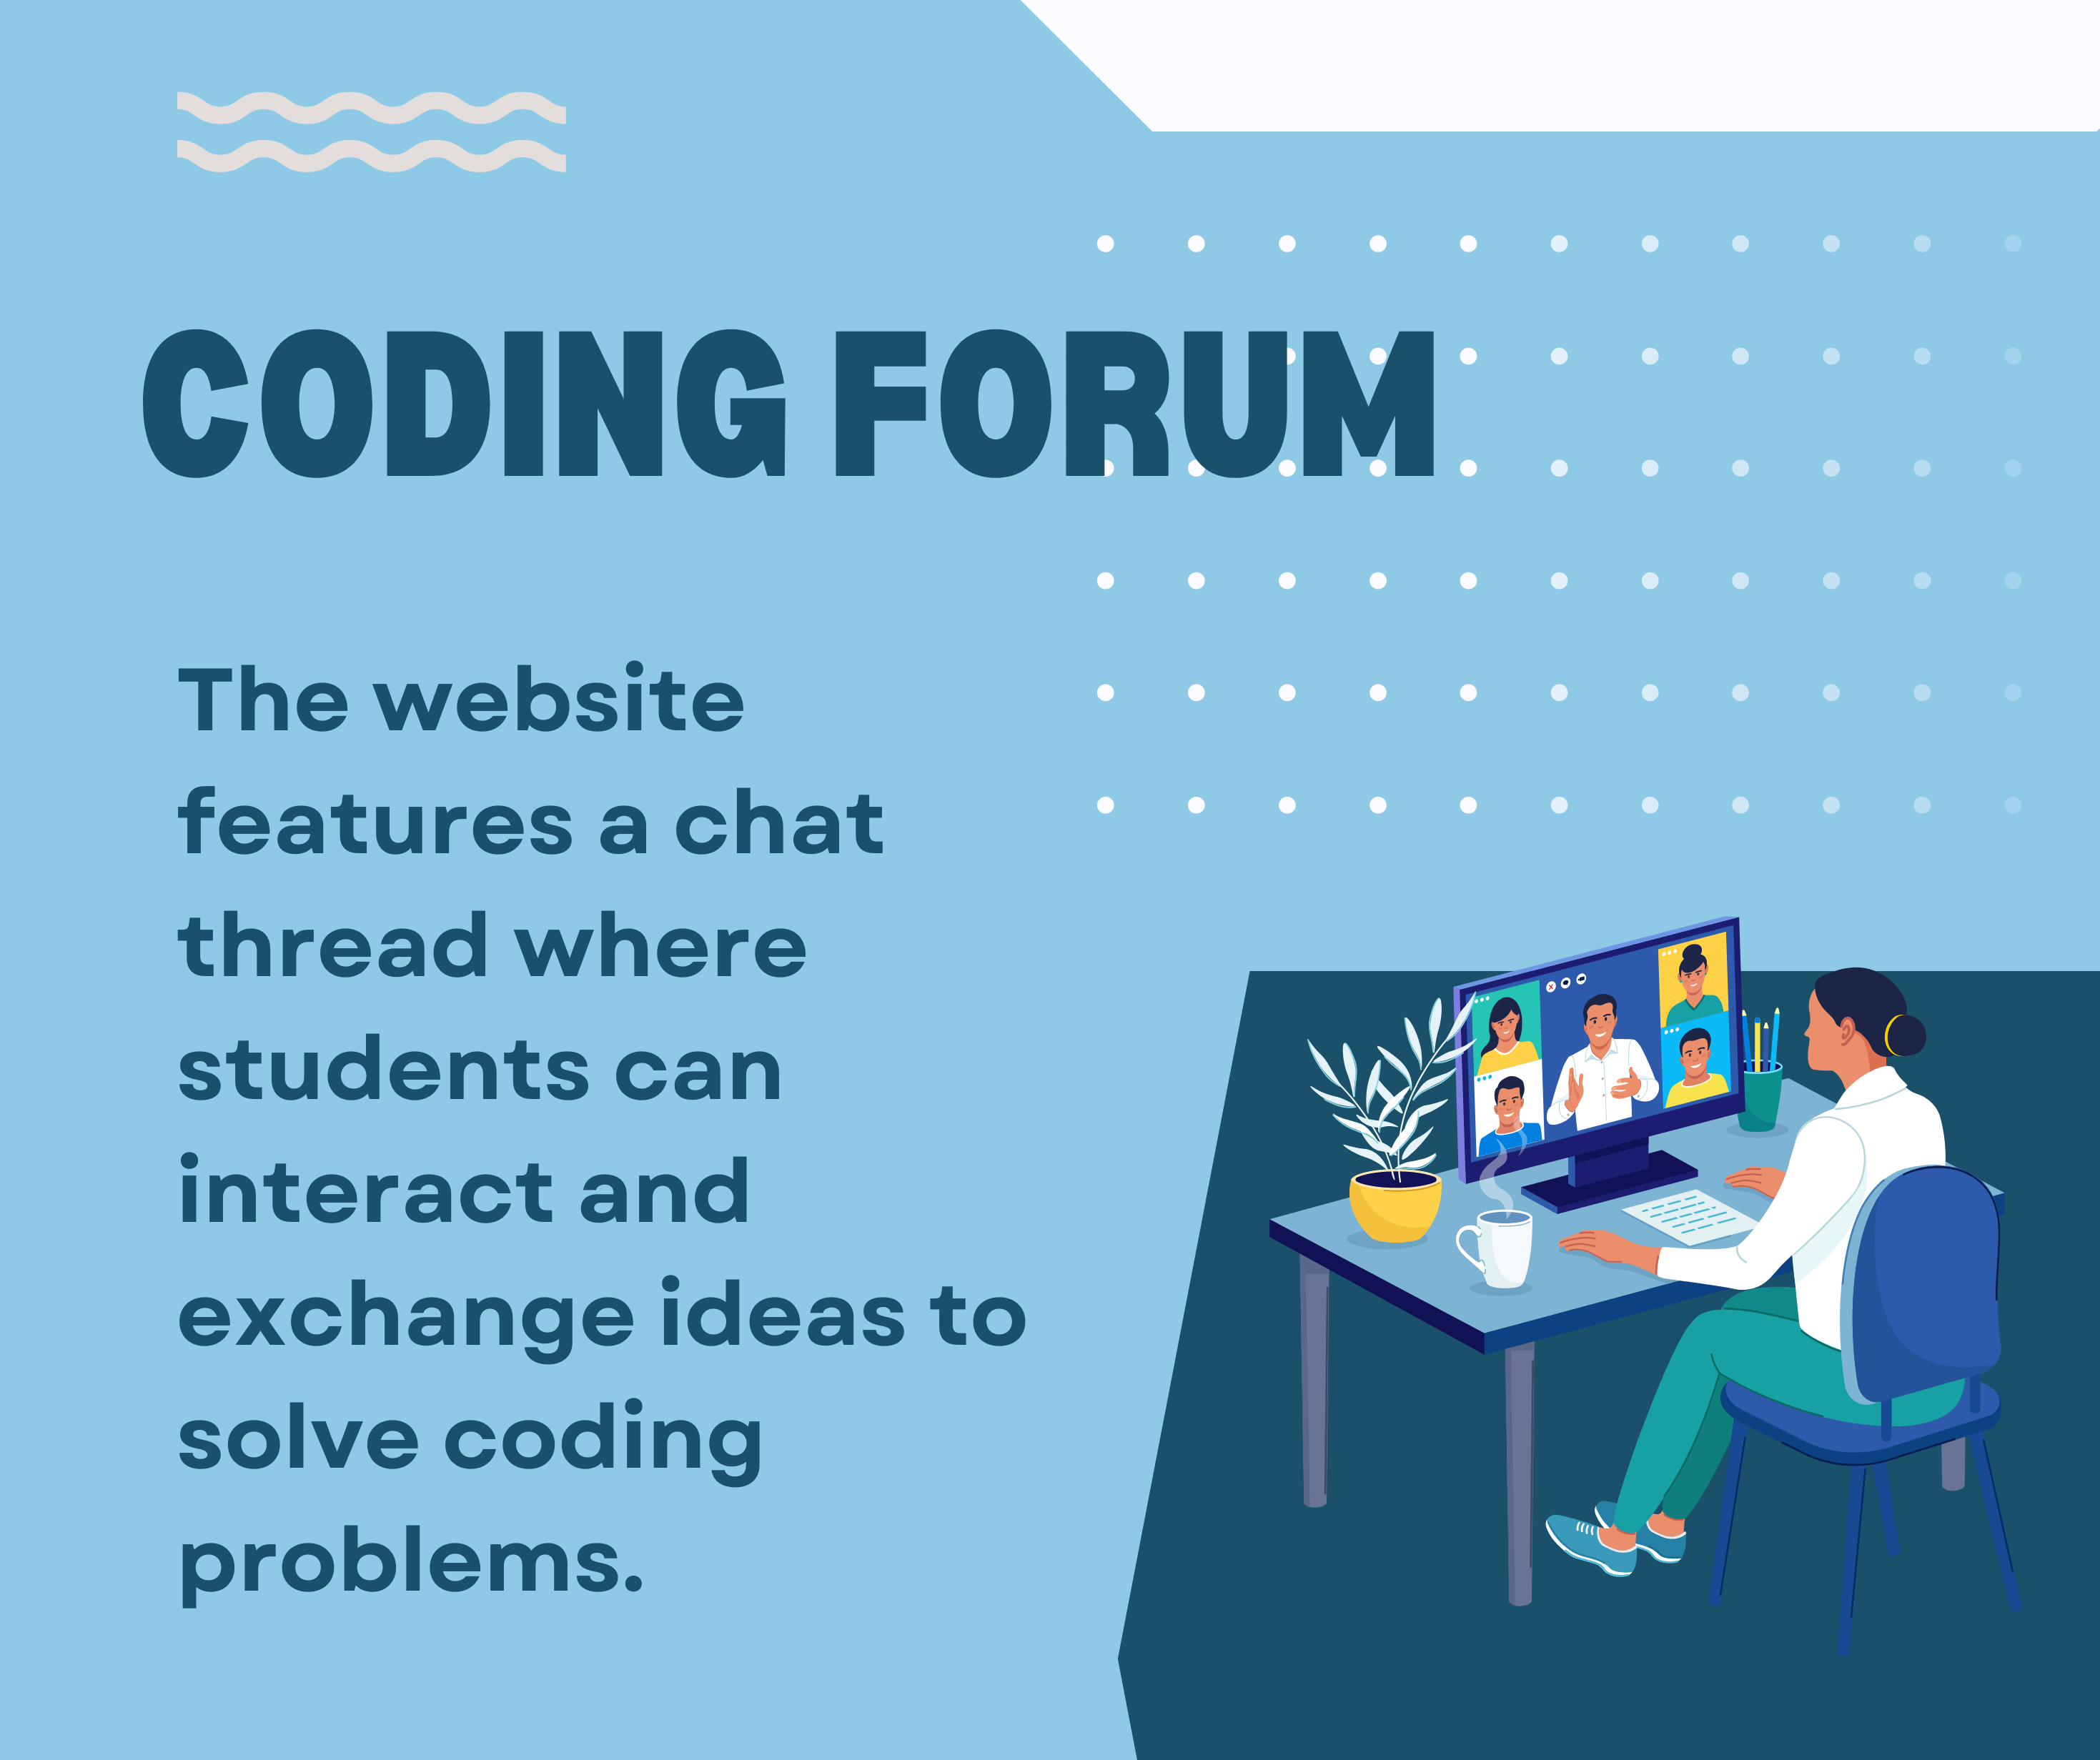 CODING FORUM
The website
features a chat
thread where
students can
interact and
exchange ideas to
solve coding
problems.